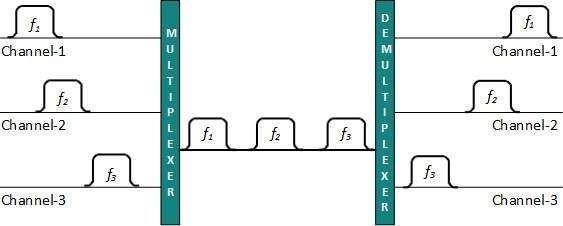 f₁
Channel-1
f₂
Channel-2
f₃
Channel-3
MULTIPLEXER
f₁ f₂ f₃
DEMULTIPLEXER
f₁
Channel-1
f₂
Channel-2
f₃
Channel-3